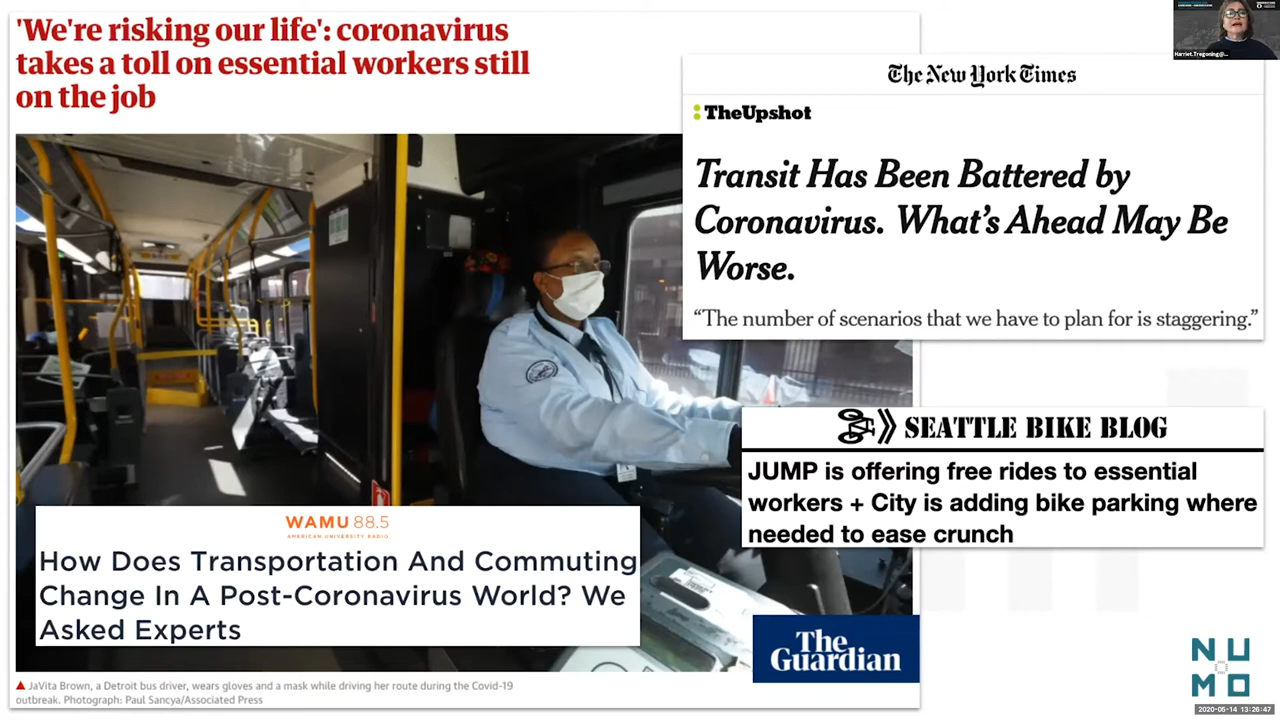 'We're risking our life': coronavirus
takes a toll on essential workers still
on the job
Harriet.Tregoning@...
The New York Times
TheUpshot
Transit Has Been Battered by
Coronavirus. What's Ahead May Be
Worse.
“The number of scenarios that we have to plan for is staggering.”
SEATTLE BIKE BLOG
JUMP is offering free rides to essential
workers + City is adding bike parking where
needed to ease crunch
WAMU 88.5
AMERICAN UNIVERSITY RADIO
How Does Transportation And Commuting
Change In A Post-Coronavirus World? We
Asked Experts
The
Guardian
JaVita Brown, a Detroit bus driver, wears gloves and a mask while driving her route during the Covid-19
outbreak. Photograph: Paul Sancya/Associated Press
NU
MO
2020-05-14 13:26:47